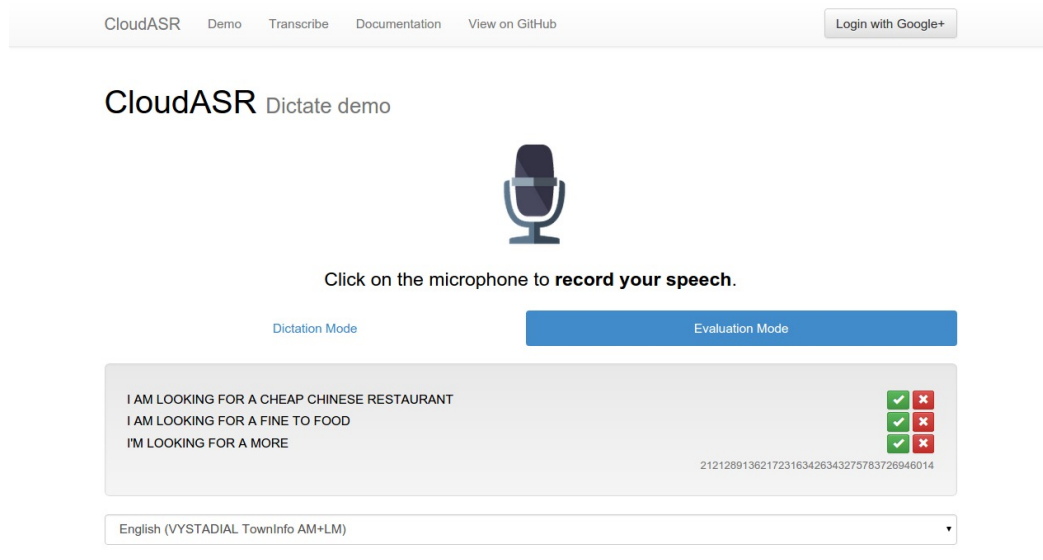 CloudASR Demo Transcribe Documentation View on GitHub Login with Google+
CloudASR Dictate demo
Click on the microphone to record your speech.
Dictation Mode Evaluation Mode
I AM LOOKING FOR A CHEAP CHINESE RESTAURANT
I AM LOOKING FOR A FINE TO FOOD
I'M LOOKING FOR A MORE
212128913621723163426343275783726946014
English (VYSTADIAL TownInfo AM+LM)